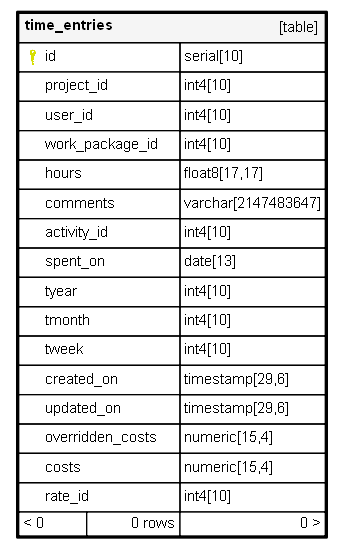 time_entries [table]
id serial[10]
project_id int4[10]
user_id int4[10]
work_package_id int4[10]
hours float8[17,17]
comments varchar[2147483647]
activity_id int4[10]
spent_on date[13]
tyear int4[10]
tmonth int4[10]
tweek int4[10]
created_on timestamp[29,6]
updated_on timestamp[29,6]
overridden_costs numeric[15,4]
costs numeric[15,4]
rate_id int4[10]
< 0 0 rows 0 >